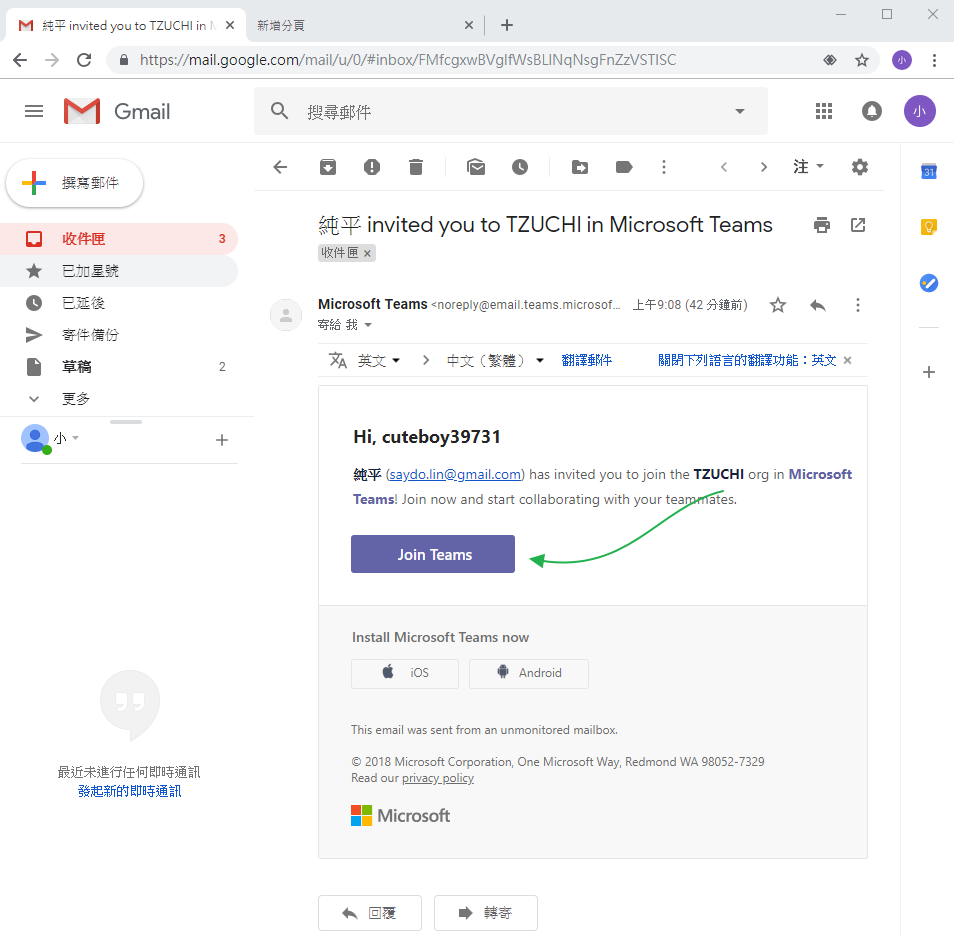 純平 invited you to TZUCHI in M
新增分頁
https://mail.google.com/mail/u/0/#inbox/FMfcgxwBVglfWsBLlNqNsgFnZzVSTlSC
小
Gmail
搜尋郵件
小
撰寫郵件
注
31
純平 invited you to TZUCHI in Microsoft Teams
收件匣 x
收件匣 3
已加星號
已延後
寄件備份
草稿 2
更多
小
Microsoft Teams <noreply@email.teams.microsof... 上午9:08 (42 分鐘前)
寄給 我
英文 > 中文（繁體） 翻譯郵件 關閉下列語言的翻譯功能：英文 x
Hi, cuteboy39731
純平 (saydo.lin@gmail.com) has invited you to join the TZUCHI org in Microsoft
Teams! Join now and start collaborating with your teammates.
Join Teams
Install Microsoft Teams now
iOS Android
This email was sent from an unmonitored mailbox.
© 2018 Microsoft Corporation, One Microsoft Way, Redmond WA 98052-7329
Read our privacy policy
Microsoft
最近未進行任何即時通訊
發起新的即時通訊
回覆 轉寄